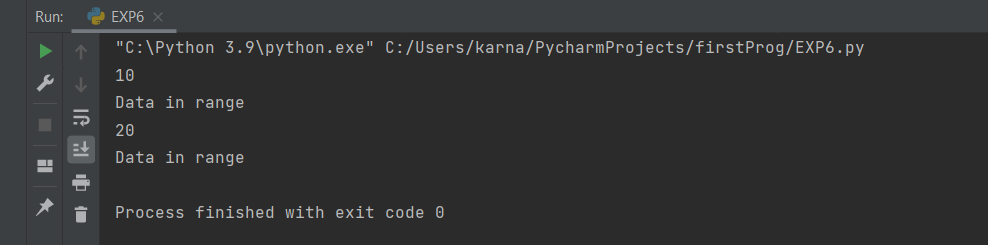 Run: EXP6
"C:\Python 3.9\python.exe" C:/Users/karna/PycharmProjects/firstProg/EXP6.py
10
Data in range
20
Data in range
Process finished with exit code 0